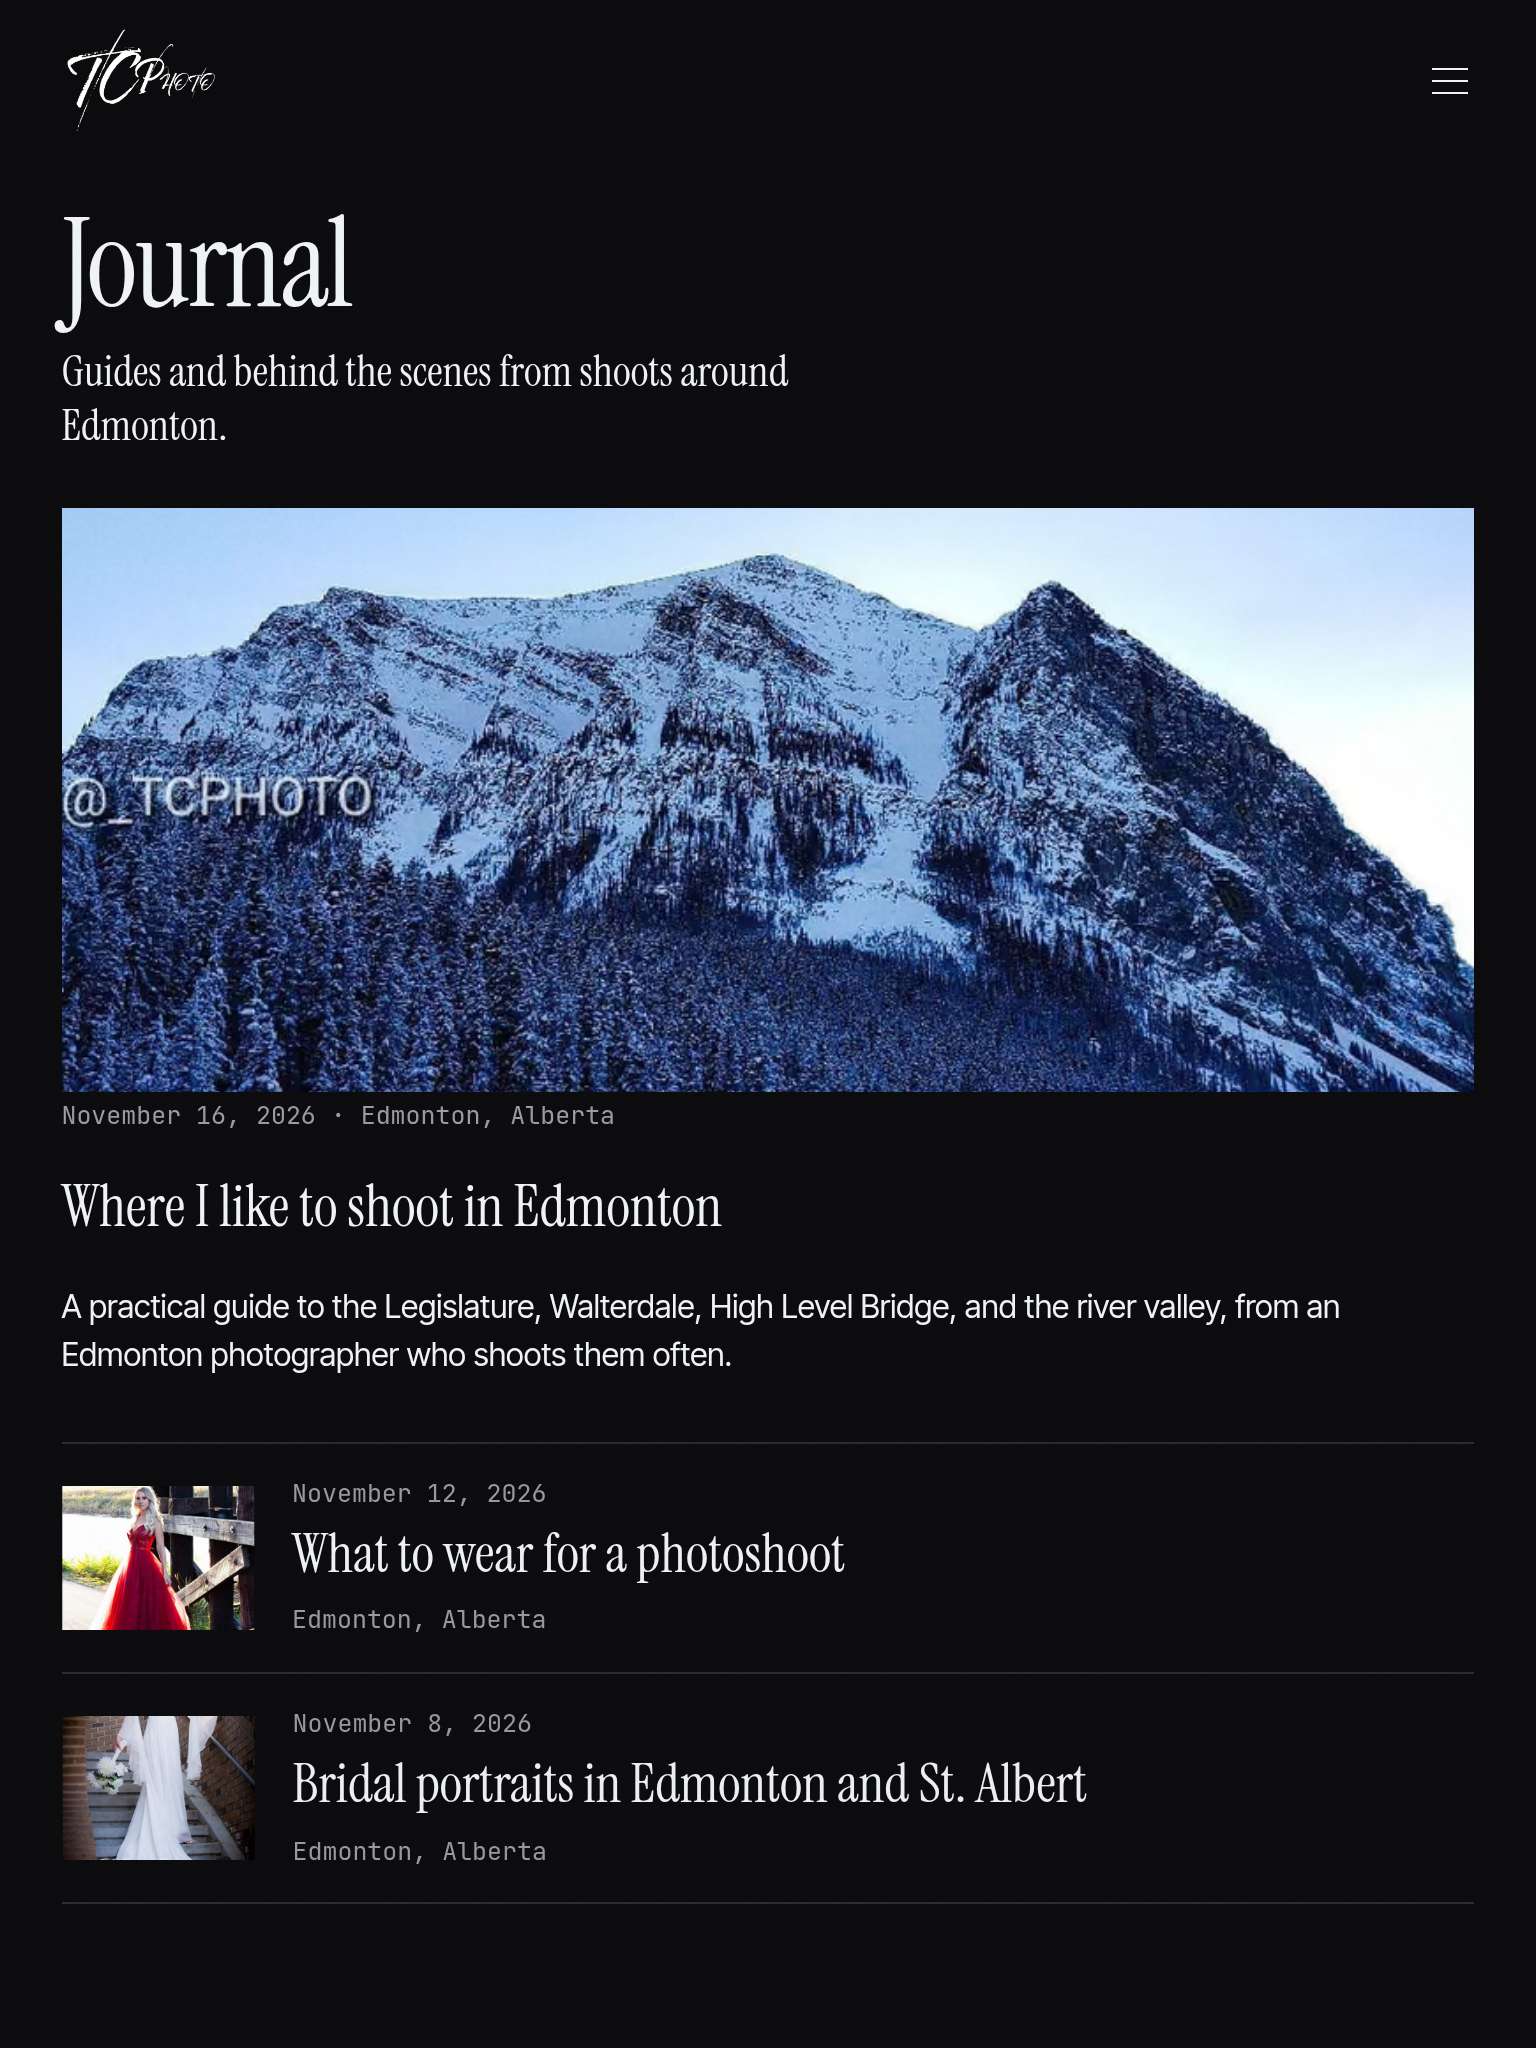 TCPHOTO
Journal
Guides and behind the scenes from shoots around
Edmonton.
@_TCPHOTO
November 16, 2026 · Edmonton, Alberta
Where I like to shoot in Edmonton
A practical guide to the Legislature, Walterdale, High Level Bridge, and the river valley, from an
Edmonton photographer who shoots them often.
November 12, 2026
What to wear for a photoshoot
Edmonton, Alberta
November 8, 2026
Bridal portraits in Edmonton and St. Albert
Edmonton, Alberta